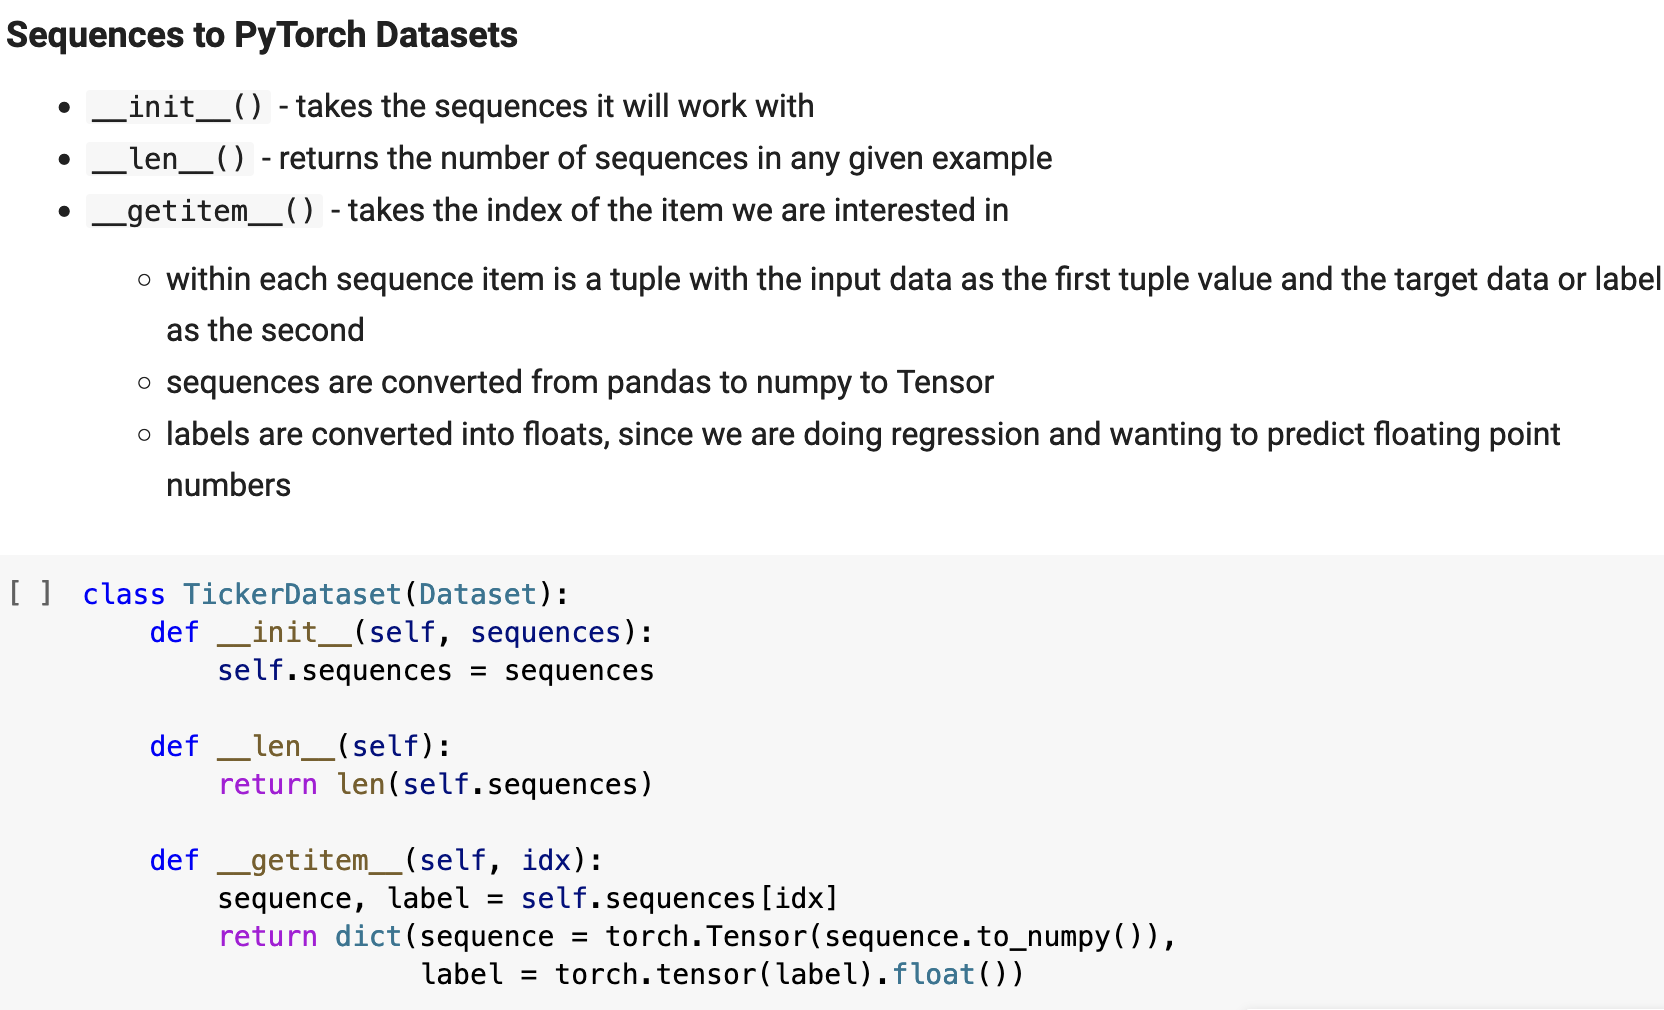 Sequences to PyTorch Datasets
• __init__() - takes the sequences it will work with
• __len__() - returns the number of sequences in any given example
• __getitem__() - takes the index of the item we are interested in
○ within each sequence item is a tuple with the input data as the first tuple value and the target data or label
as the second
○ sequences are converted from pandas to numpy to Tensor
○ labels are converted into floats, since we are doing regression and wanting to predict floating point
numbers
[ ] class TickerDataset(Dataset):
    def __init__(self, sequences):
        self.sequences = sequences
    def __len__(self):
        return len(self.sequences)
    def __getitem__(self, idx):
        sequence, label = self.sequences[idx]
        return dict(sequence = torch.Tensor(sequence.to_numpy()),
                    label = torch.tensor(label).float())